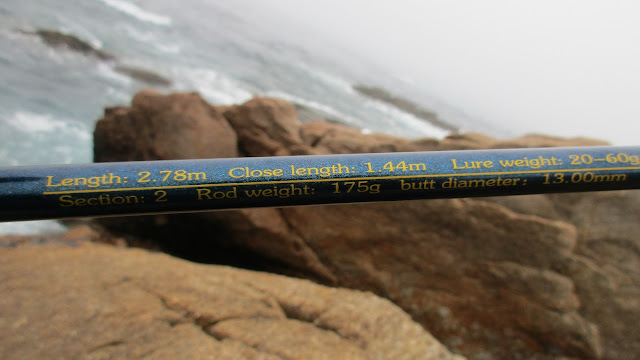 Length: 2.78m Close length: 1.44m Lure weight: 20-60g
Section: 2 Rod weight: 175g butt diameter: 13.00mm